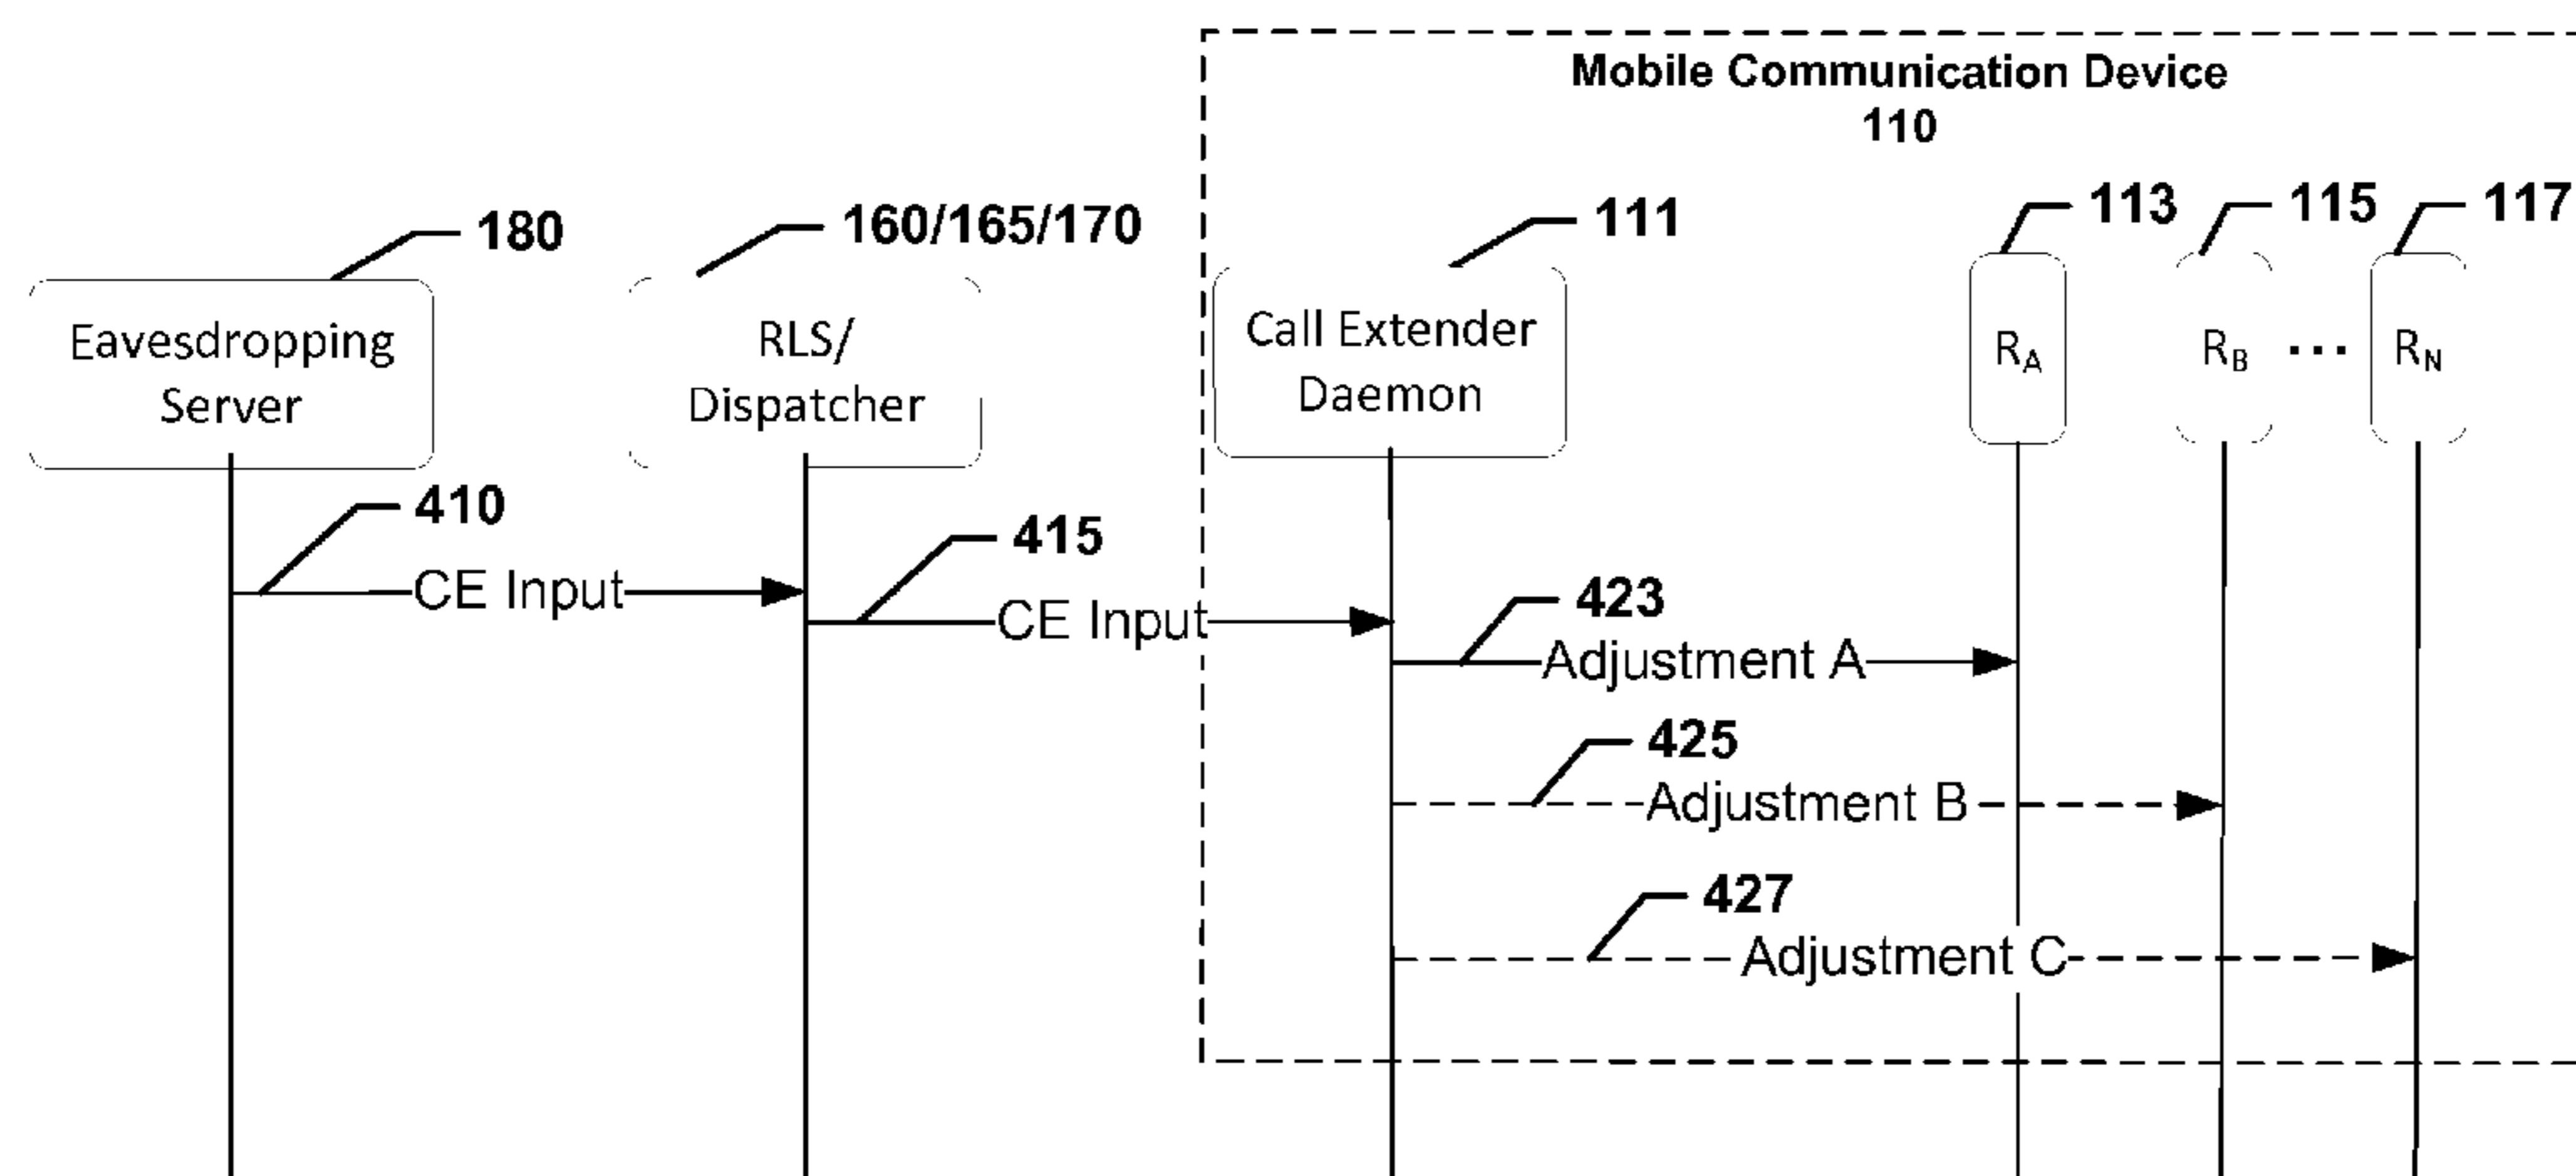 Mobile Communication Device
110
180
160/165/170
111
113
115
117
Eavesdropping
Server
RLS/
Dispatcher
Call Extender
Daemon
RA
RB
...
RN
410
CE Input
415
CE Input
423
Adjustment A
425
Adjustment B
427
Adjustment C